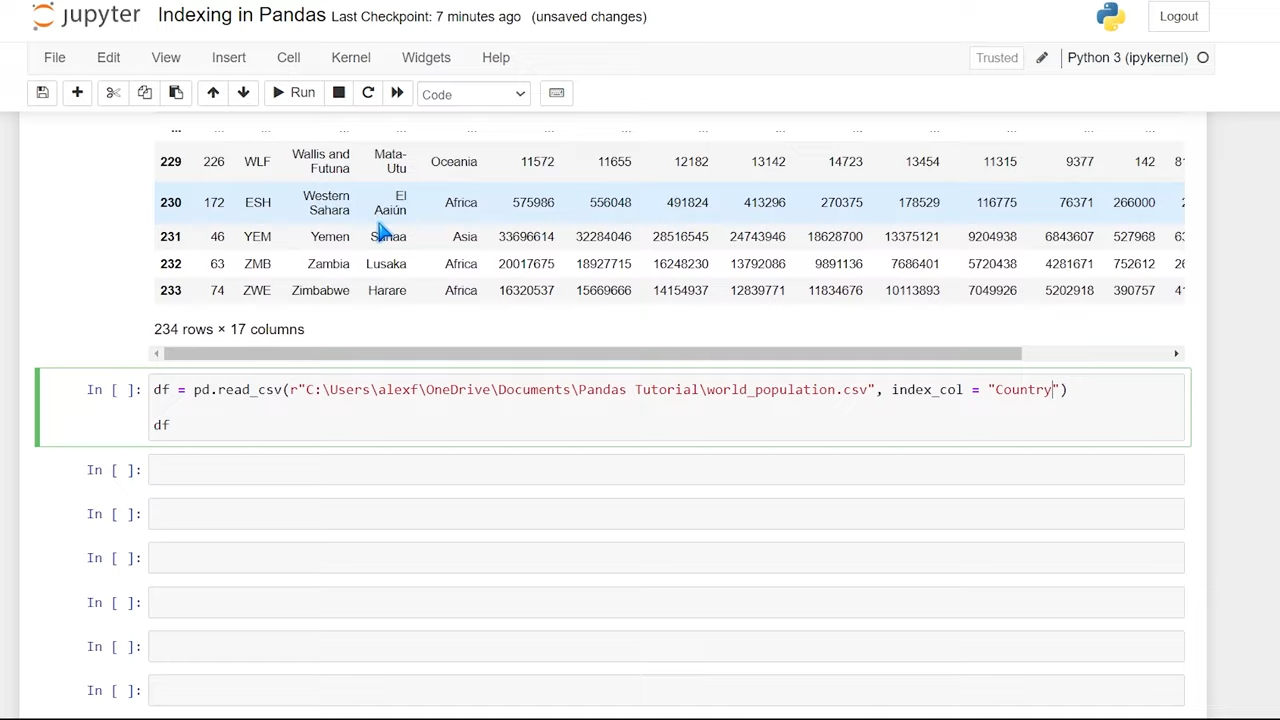 jupyter Indexing in Pandas Last Checkpoint: 7 minutes ago (unsaved changes) Logout
File Edit View Insert Cell Kernel Widgets Help Trusted Python 3 (ipykernel)
Run Code
... ... ... ... ... ... ... ... ... ... ... ... ... ...
229 226 WLF Wallis and Futuna Mata-Utu Oceania 11572 11655 12182 13142 14723 13454 11315 9377 142 81
230 172 ESH Western Sahara El Aaiún Africa 575986 556048 491824 413296 270375 178529 116775 76371 266000
231 46 YEM Yemen Sanaa Asia 33696614 32284046 28516545 24743946 18628700 13375121 9204938 6843607 527968 63
232 63 ZMB Zambia Lusaka Africa 20017675 18927715 16248230 13792086 9891136 7686401 5720438 4281671 752612 26
233 74 ZWE Zimbabwe Harare Africa 16320537 15669666 14154937 12839771 11834676 10113893 7049926 5202918 390757 41
234 rows × 17 columns
In [ ]: df = pd.read_csv(r"C:\Users\alexf\OneDrive\Documents\Pandas Tutorial\world_population.csv", index_col = "Country")
df
In [ ]:
In [ ]:
In [ ]:
In [ ]:
In [ ]:
In [ ]: